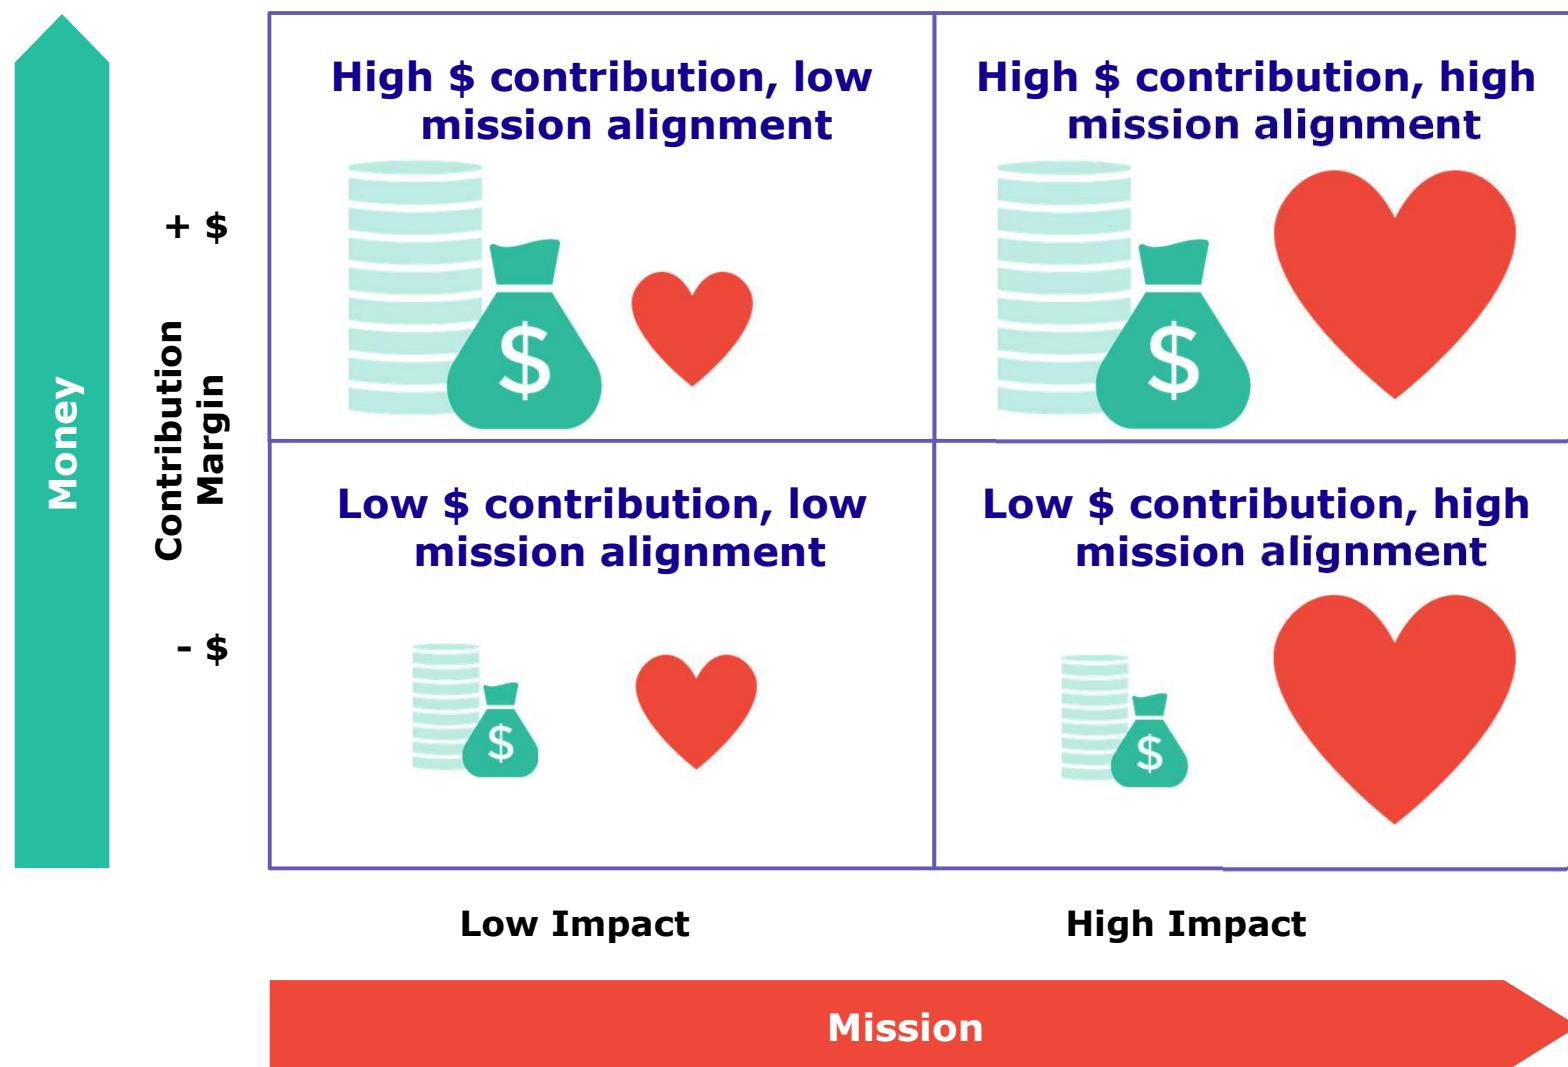 High $ contribution, low
mission alignment
High $ contribution, high
mission alignment
$
$
+ $
Money
Contribution
Margin
Low $ contribution, low
mission alignment
Low $ contribution, high
mission alignment
- $
$
$
Low Impact
High Impact
Mission